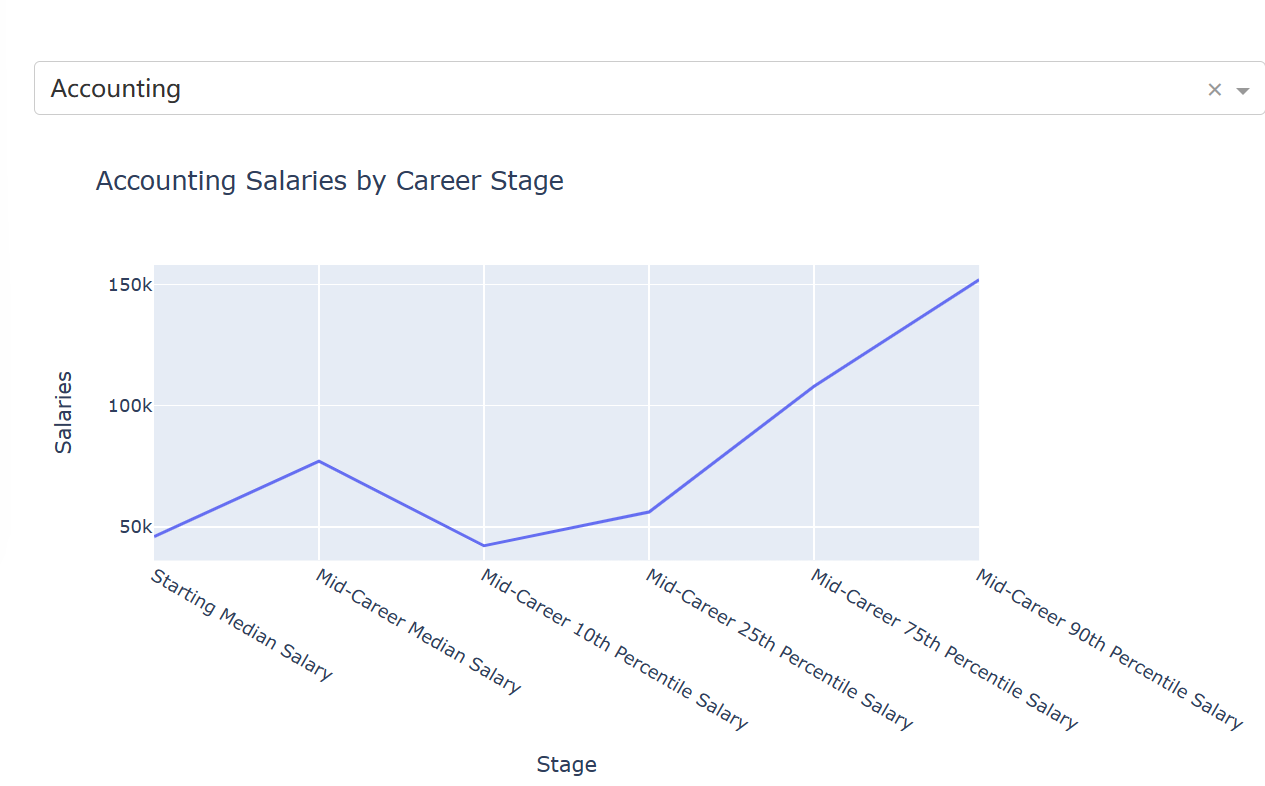 Accounting
Accounting Salaries by Career Stage
150k
100k
50k
Salaries
Starting Median Salary
Mid-Career Median Salary
Mid-Career 10th Percentile Salary
Mid-Career 25th Percentile Salary
Mid-Career 75th Percentile Salary
Mid-Career 90th Percentile Salary
Stage